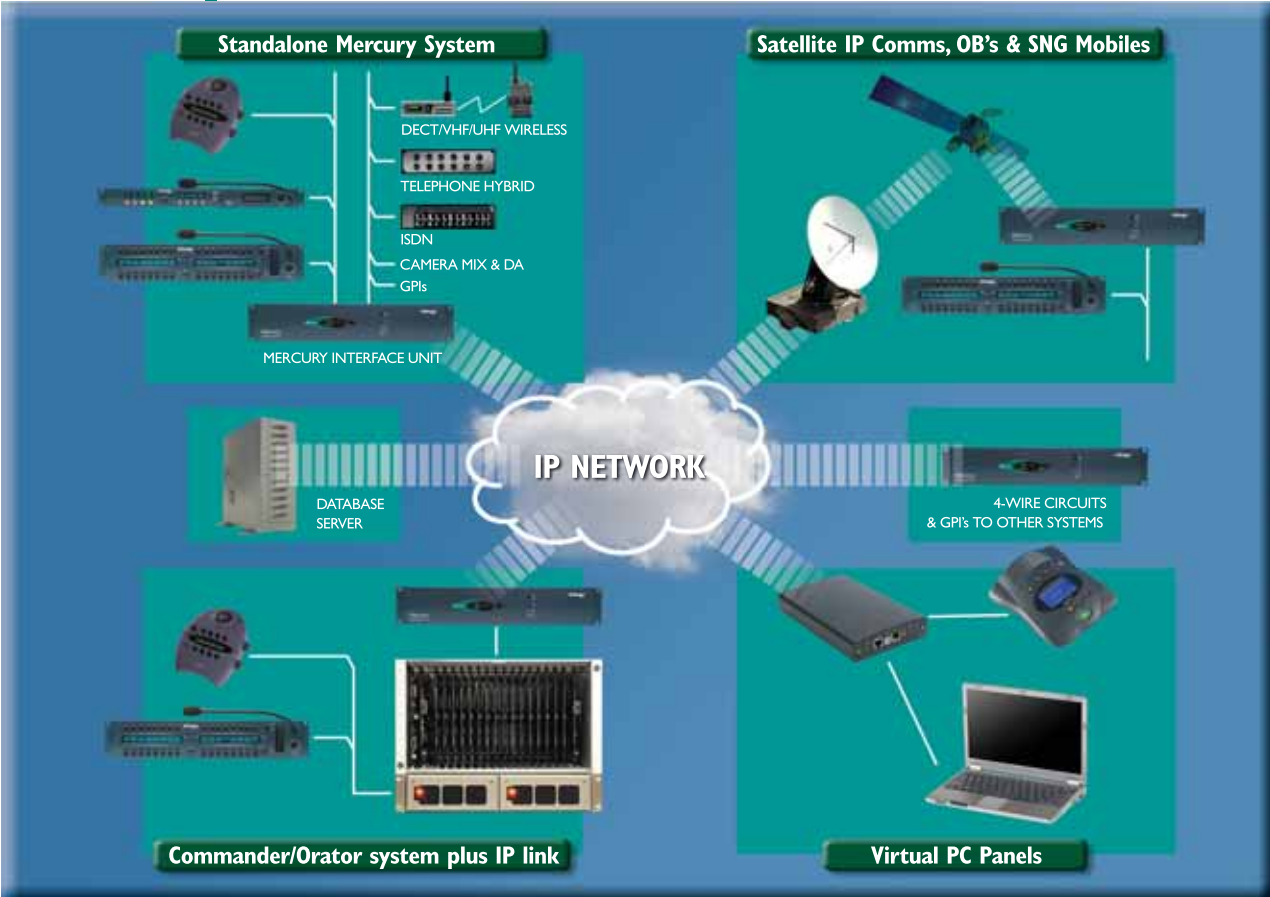 Standalone Mercury System
Satellite IP Comms, OB's & SNG Mobiles
DECT/VHF/UHF WIRELESS
TELEPHONE HYBRID
ISDN
CAMERA MIX & DA
GPIs
MERCURY INTERFACE UNIT
IP NETWORK
DATABASE
SERVER
4-WIRE CIRCUITS
& GPI's TO OTHER SYSTEMS
Commander/Orator system plus IP link
Virtual PC Panels